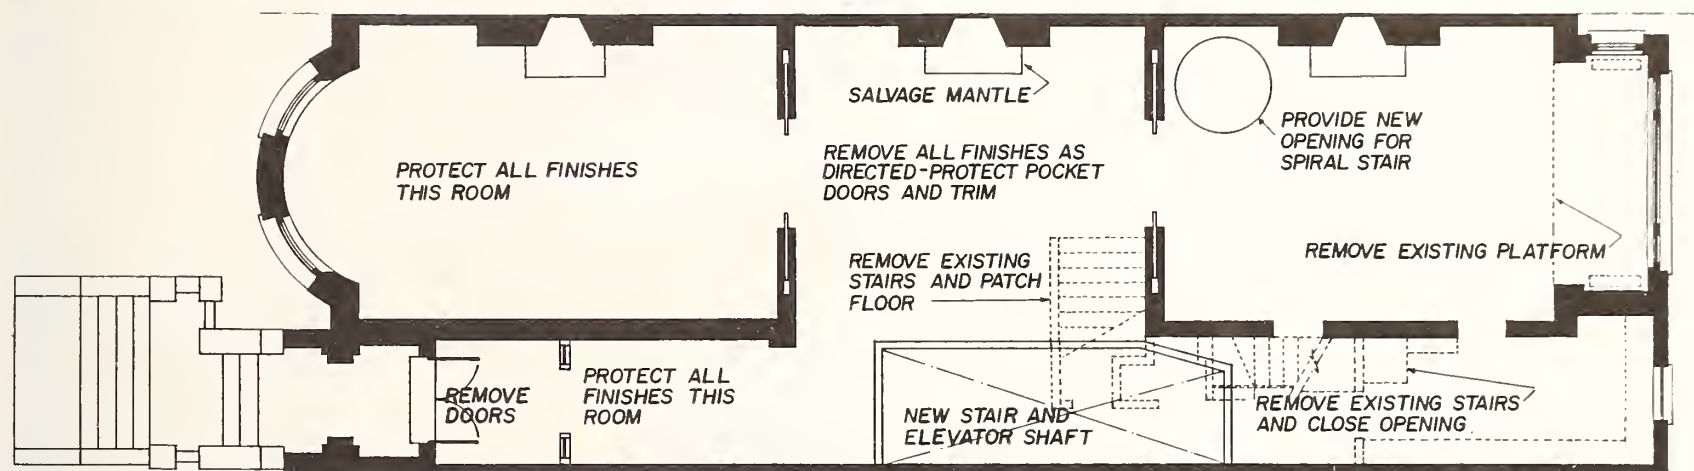 SALVAGE MANTLE
PROVIDE NEW
OPENING FOR
SPIRAL STAIR
PROTECT ALL FINISHES
THIS ROOM
REMOVE ALL FINISHES AS
DIRECTED-PROTECT POCKET
DOORS AND TRIM
REMOVE EXISTING PLATFORM
REMOVE EXISTING
STAIRS AND PATCH
FLOOR
REMOVE
DOORS
PROTECT ALL
FINISHES THIS
ROOM
NEW STAIR AND
ELEVATOR SHAFT
REMOVE EXISTING STAIRS
AND CLOSE OPENING